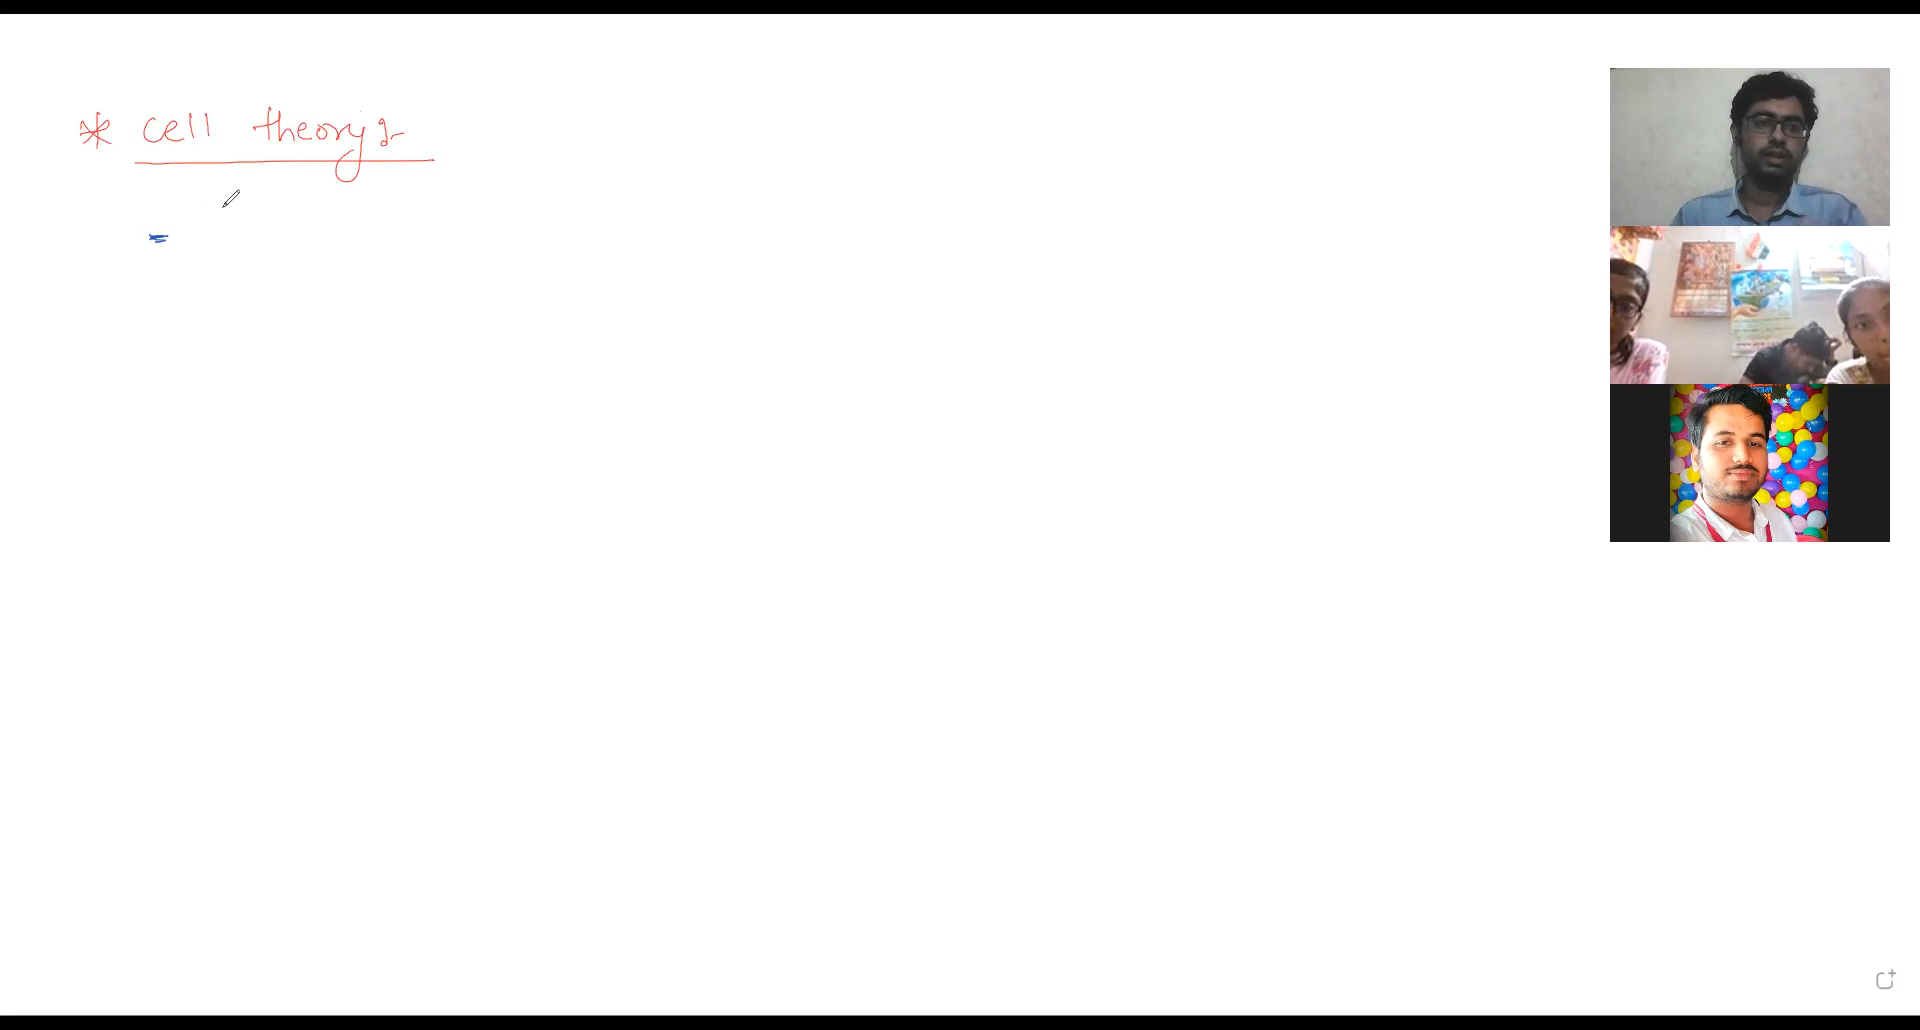 * cell theory :-